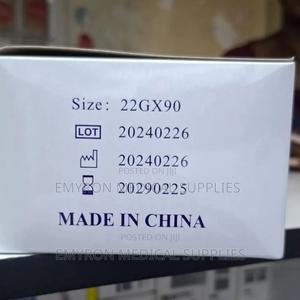 Size: 22GX90
LOT 20240226
20240226
POSTED ON JIJI
20290225
EMYRON MEDICAL SUPPLIES
MADE IN CHINA
POSTED ON JIJI
EMYRON MEDICAL SUPPLIES